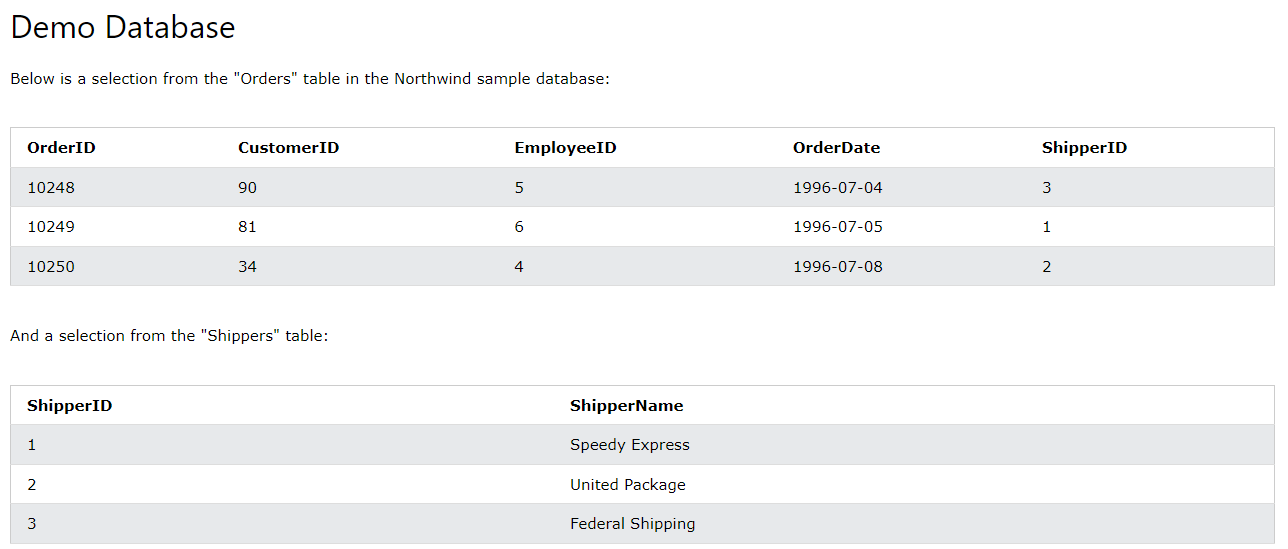 Demo Database
Below is a selection from the "Orders" table in the Northwind sample database:
OrderID CustomerID EmployeeID OrderDate ShipperID
10248 90 5 1996-07-04 3
10249 81 6 1996-07-05 1
10250 34 4 1996-07-08 2
And a selection from the "Shippers" table:
ShipperID ShipperName
1 Speedy Express
2 United Package
3 Federal Shipping